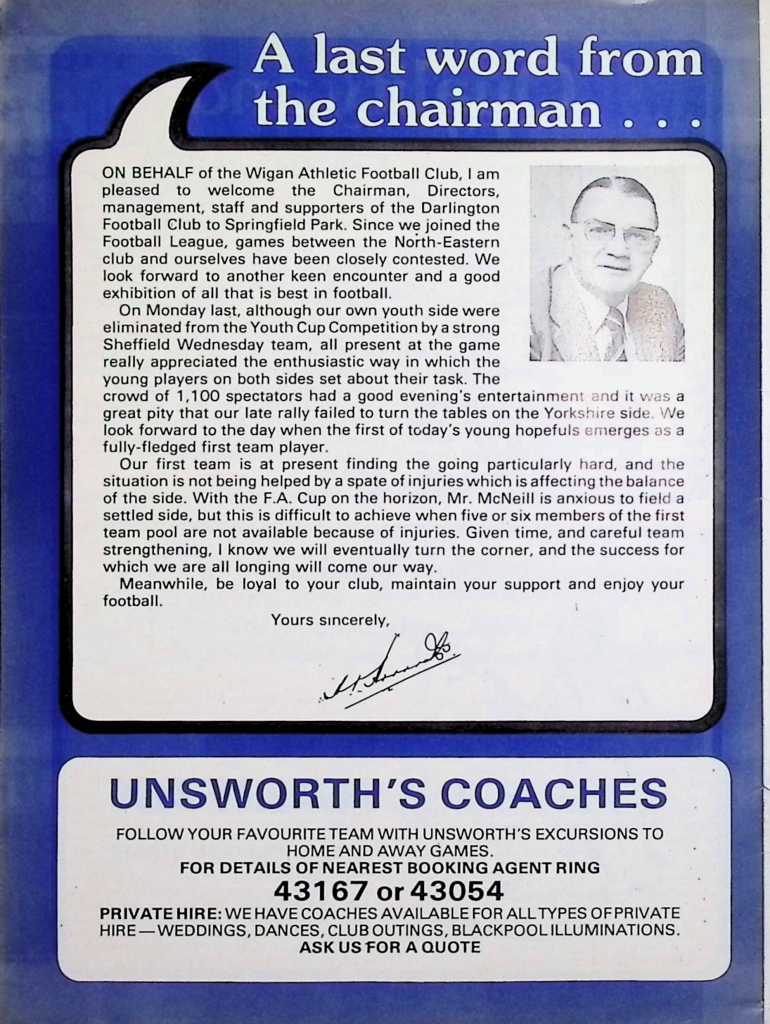 A last word from
the chairman . . .
ON BEHALF of the Wigan Athletic Football Club, I am
pleased to welcome the Chairman, Directors,
management, staff and supporters of the Darlington
Football Club to Springfield Park. Since we joined the
Football League, games between the North-Eastern
club and ourselves have been closely contested. We
look forward to another keen encounter and a good
exhibition of all that is best in football.
On Monday last, although our own youth side were
eliminated from the Youth Cup Competition by a strong
Sheffield Wednesday team, all present at the game
really appreciated the enthusiastic way in which the
young players on both sides set about their task. The
crowd of 1,100 spectators had a good evening's entertainment and it was a
great pity that our late rally failed to turn the tables on the Yorkshire side. We
look forward to the day when the first of today's young hopefuls emerges as a
fully-fledged first team player.
Our first team is at present finding the going particularly hard, and the
situation is not being helped by a spate of injuries which is affecting the balance
of the side. With the F.A. Cup on the horizon, Mr. McNeill is anxious to field a
settled side, but this is difficult to achieve when five or six members of the first
team pool are not available because of injuries. Given time, and careful team
strengthening, I know we will eventually turn the corner, and the success for
which we are all longing will come our way.
Meanwhile, be loyal to your club, maintain your support and enjoy your
football.
Yours sincerely,
UNSWORTH'S COACHES
FOLLOW YOUR FAVOURITE TEAM WITH UNSWORTH'S EXCURSIONS TO
HOME AND AWAY GAMES.
FOR DETAILS OF NEAREST BOOKING AGENT RING
43167 or 43054
PRIVATE HIRE: WE HAVE COACHES AVAILABLE FOR ALL TYPES OF PRIVATE
HIRE — WEDDINGS, DANCES, CLUB OUTINGS, BLACKPOOL ILLUMINATIONS.
ASK US FOR A QUOTE